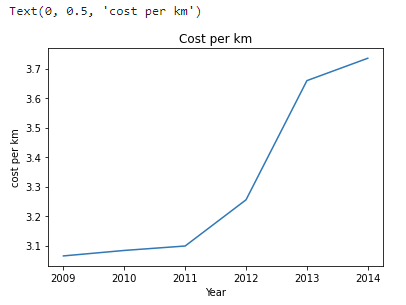 Text(0, 0.5, 'cost per km')
Cost per km
3.7
3.6
3.5
3.4
3.3
3.2
3.1
cost per km
2009 2010 2011 2012 2013 2014
Year